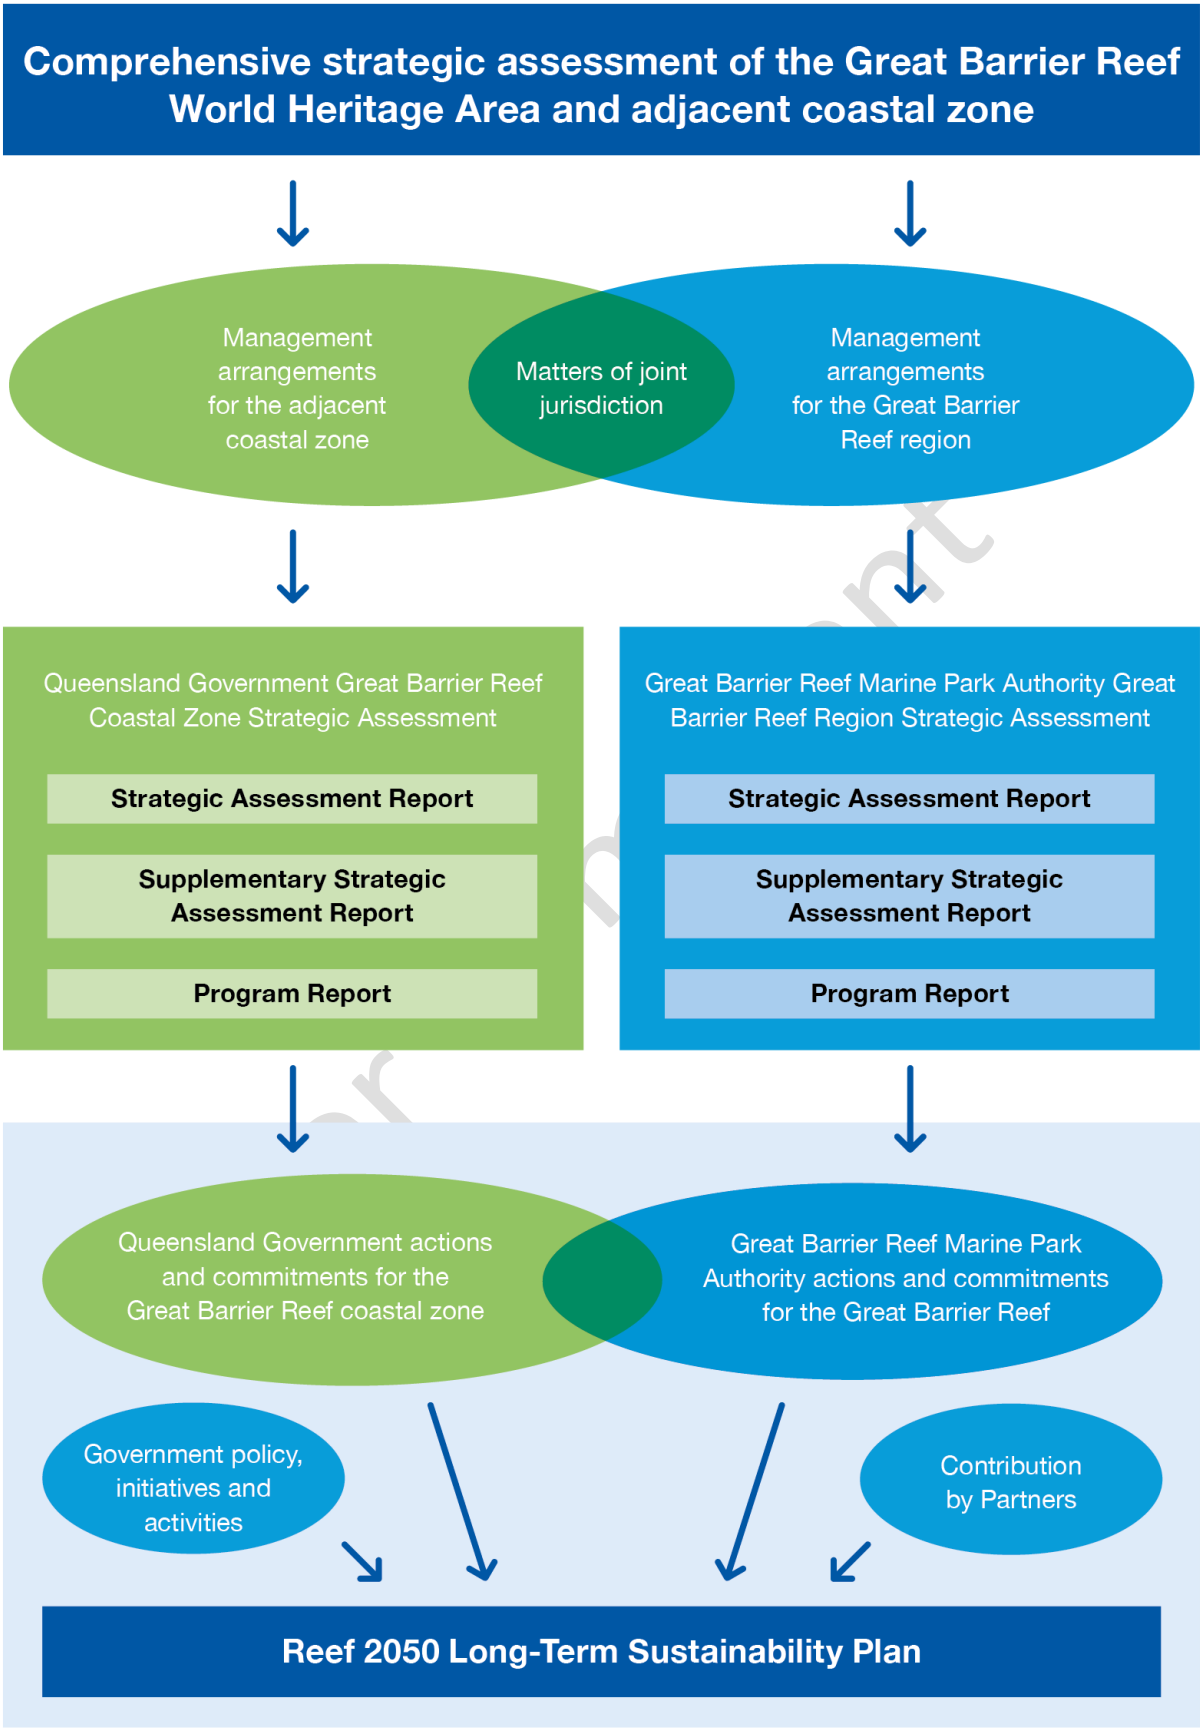 Comprehensive strategic assessment of the Great Barrier Reef
World Heritage Area and adjacent coastal zone
Management
arrangements
for the adjacent
coastal zone
Matters of joint
jurisdiction
Management
arrangements
for the Great Barrier
Reef region
Queensland Government Great Barrier Reef
Coastal Zone Strategic Assessment
Strategic Assessment Report
Supplementary Strategic
Assessment Report
Program Report
Great Barrier Reef Marine Park Authority Great
Barrier Reef Region Strategic Assessment
Strategic Assessment Report
Supplementary Strategic
Assessment Report
Program Report
Queensland Government actions
and commitments for the
Great Barrier Reef coastal zone
Great Barrier Reef Marine Park
Authority actions and commitments
for the Great Barrier Reef
Government policy,
initiatives and
activities
Contribution
by Partners
Reef 2050 Long-Term Sustainability Plan